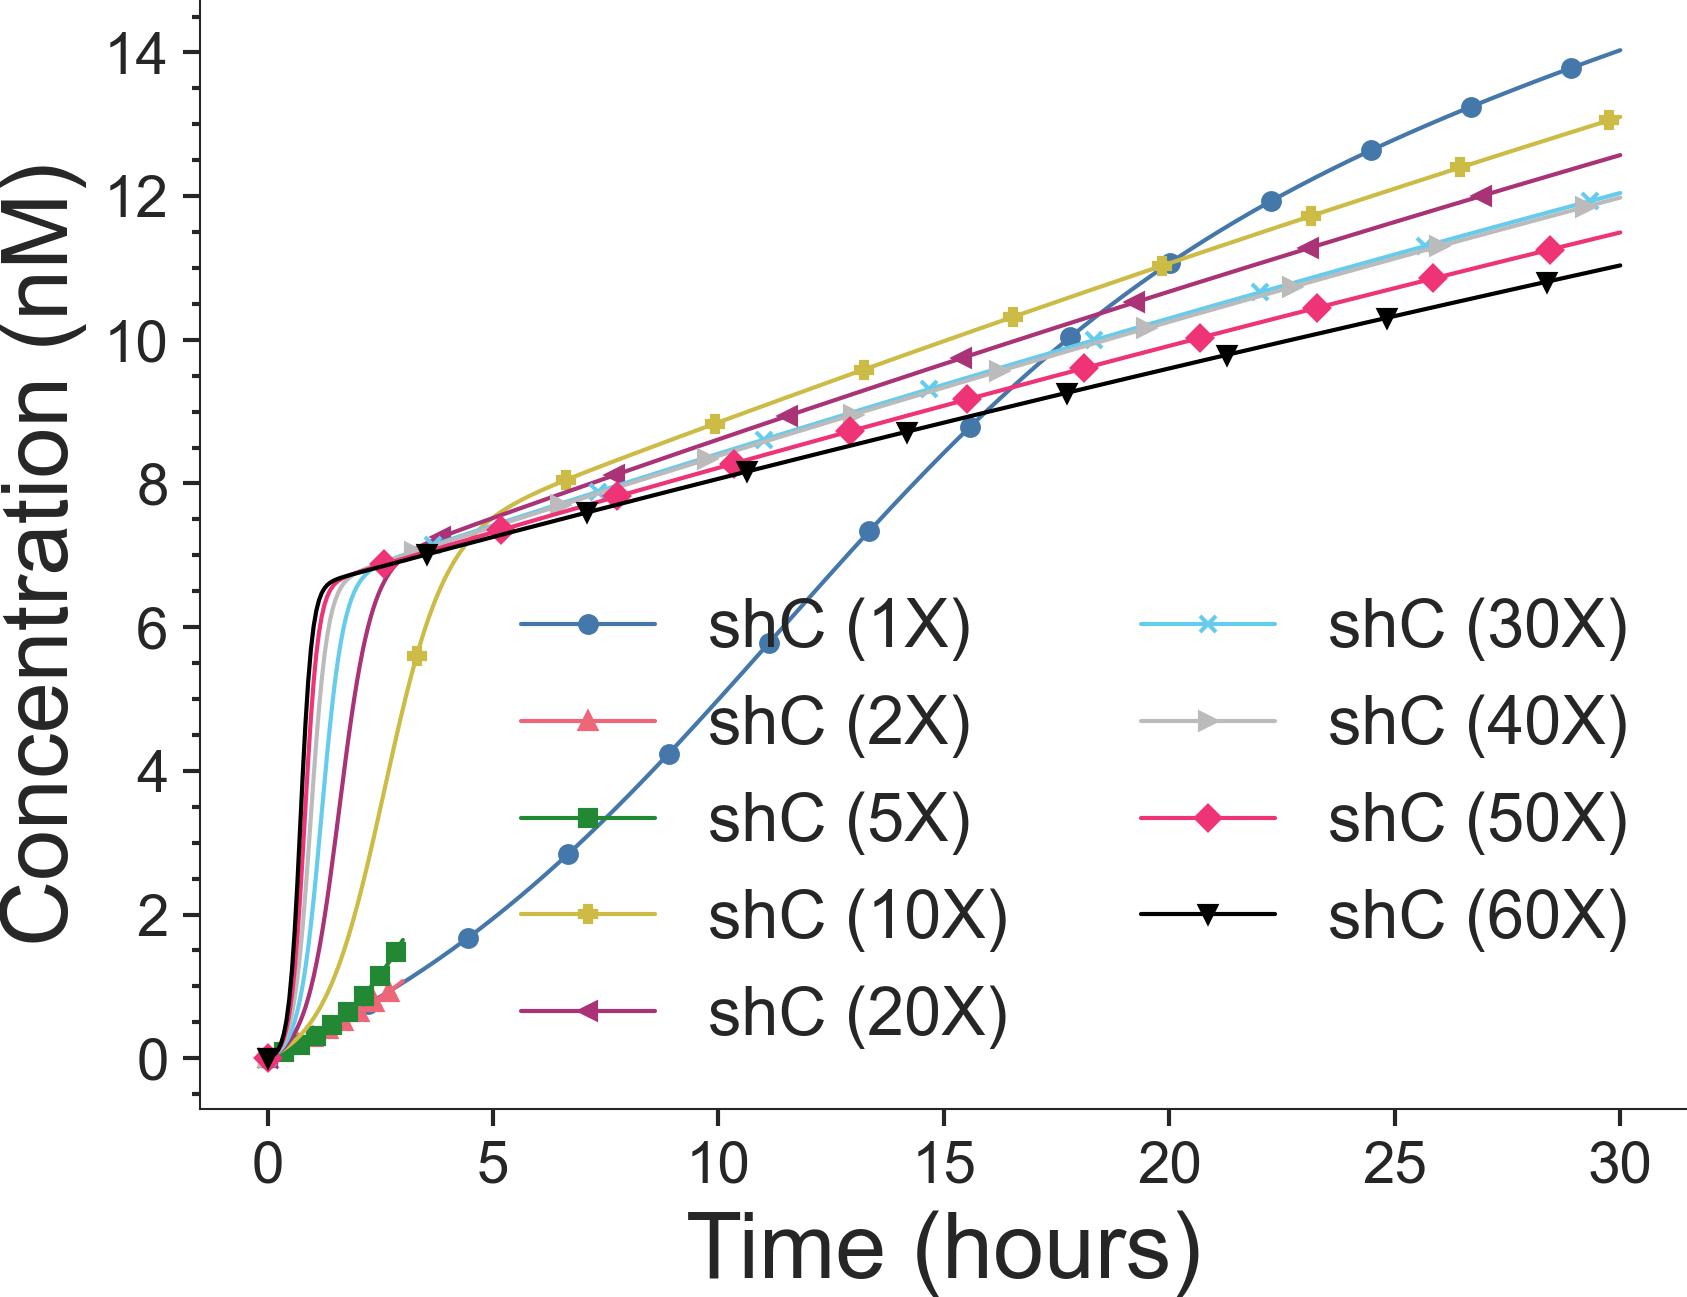 Concentration (nM)
14
12
10
8
6
4
2
0
shC (1X)
shC (2X)
shC (5X)
shC (10X)
shC (20X)
shC (30X)
shC (40X)
shC (50X)
shC (60X)
0 5 10 15 20 25 30
Time (hours)